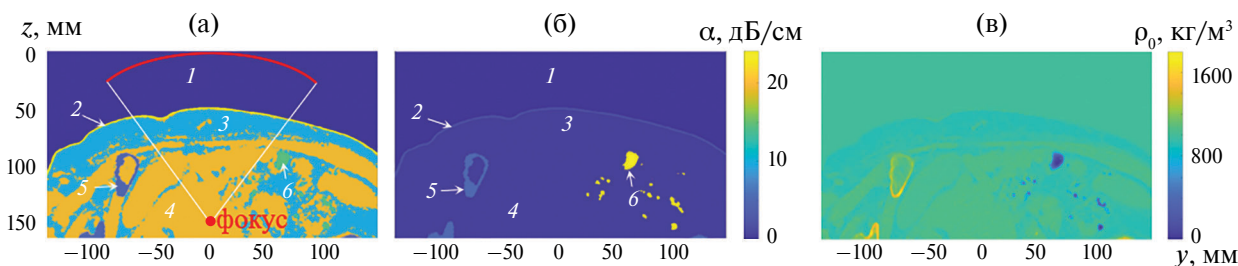 z, мм (а) (б) α, дБ/см (в) ρ₀, кг/м³
0 1 20 1 1600
50 2 3 2 3
100 10 800
5 6 5 6
150 4 фокус 4 0 0
−100 −50 0 50 100 −100 −50 0 50 100 −100 −50 0 50 100 y, мм